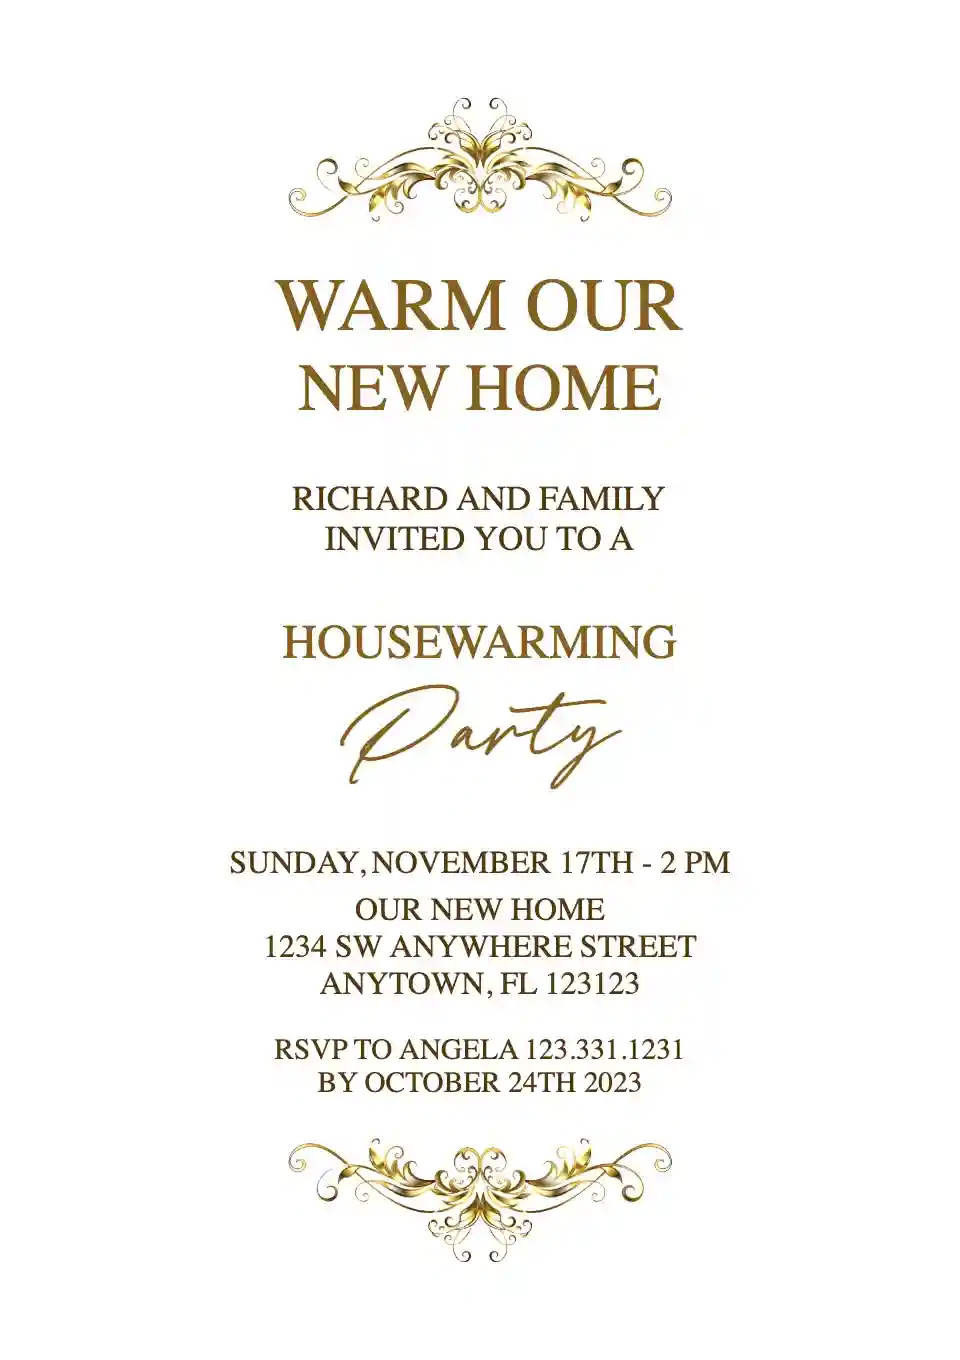 WARM OUR
NEW HOME
RICHARD AND FAMILY
INVITED YOU TO A
HOUSEWARMING
Party
SUNDAY, NOVEMBER 17TH - 2 PM
OUR NEW HOME
1234 SW ANYWHERE STREET
ANYTOWN, FL 123123
RSVP TO ANGELA 123.331.1231
BY OCTOBER 24TH 2023